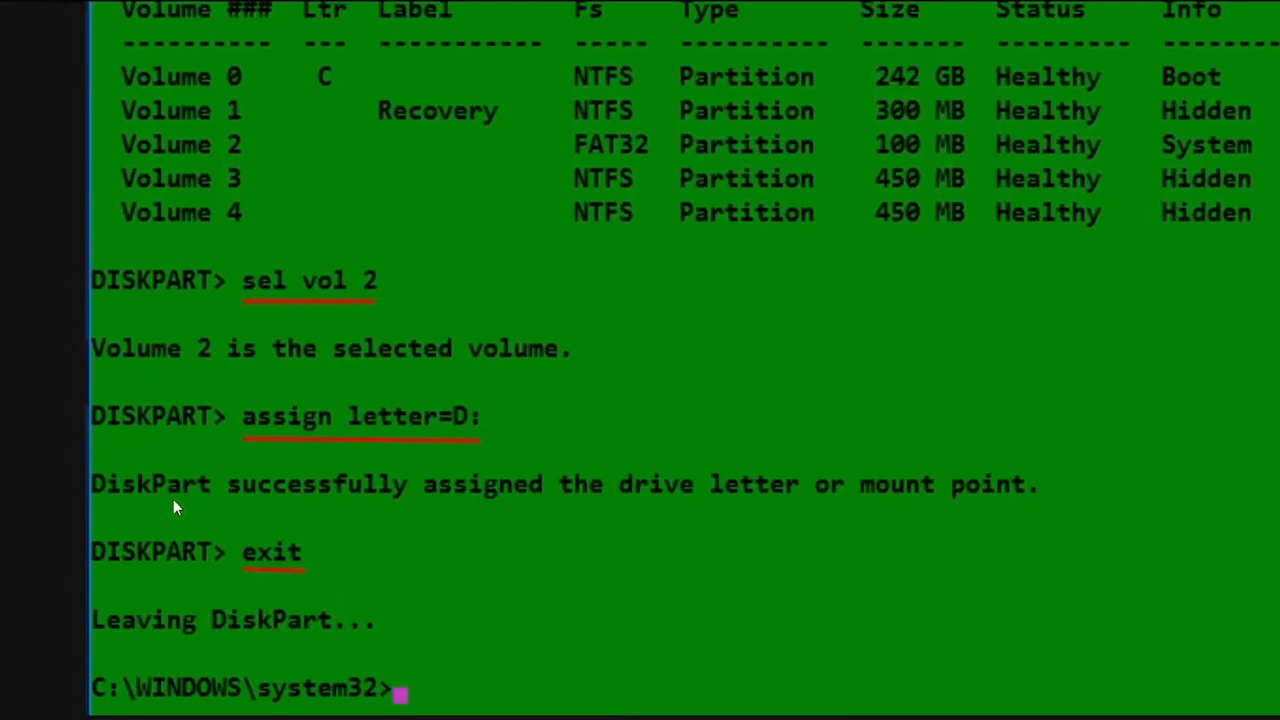 Volume ### Ltr Label Fs Type Size Status Info
---------- --- ----------- ----- ---------- ------- --------- --------
Volume 0 C NTFS Partition 242 GB Healthy Boot
Volume 1 Recovery NTFS Partition 300 MB Healthy Hidden
Volume 2 FAT32 Partition 100 MB Healthy System
Volume 3 NTFS Partition 450 MB Healthy Hidden
Volume 4 NTFS Partition 450 MB Healthy Hidden
DISKPART> sel vol 2
Volume 2 is the selected volume.
DISKPART> assign letter=D:
DiskPart successfully assigned the drive letter or mount point.
DISKPART> exit
Leaving DiskPart...
C:\WINDOWS\system32>